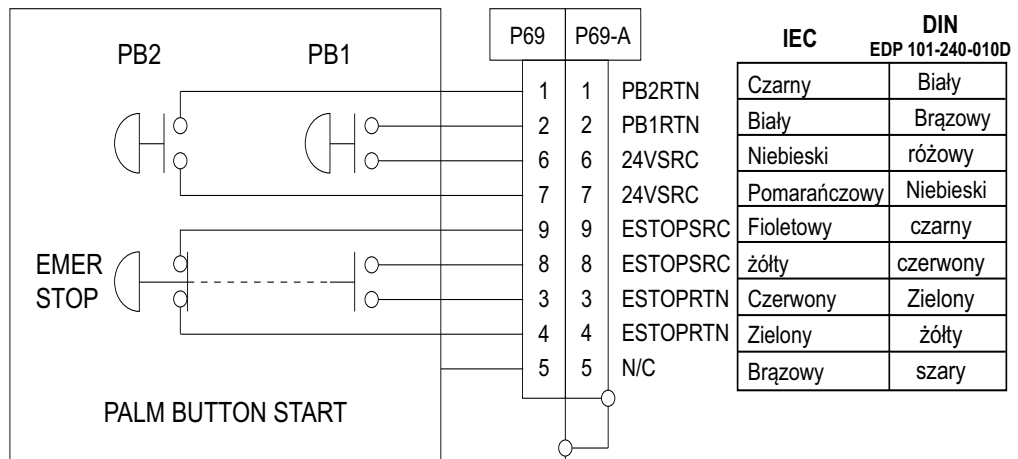 PB2 PB1 P69 P69-A IEC DIN
EDP 101-240-010D
1 1 PB2RTN Czarny Biały
2 2 PB1RTN Biały Brązowy
6 6 24VSRC Niebieski różowy
7 7 24VSRC Pomarańczowy Niebieski
9 9 ESTOPSRC Fioletowy czarny
EMER 8 8 ESTOPSRC żółty czerwony
STOP 3 3 ESTOPRTN Czerwony Zielony
4 4 ESTOPRTN Zielony żółty
5 5 N/C Brązowy szary
PALM BUTTON START